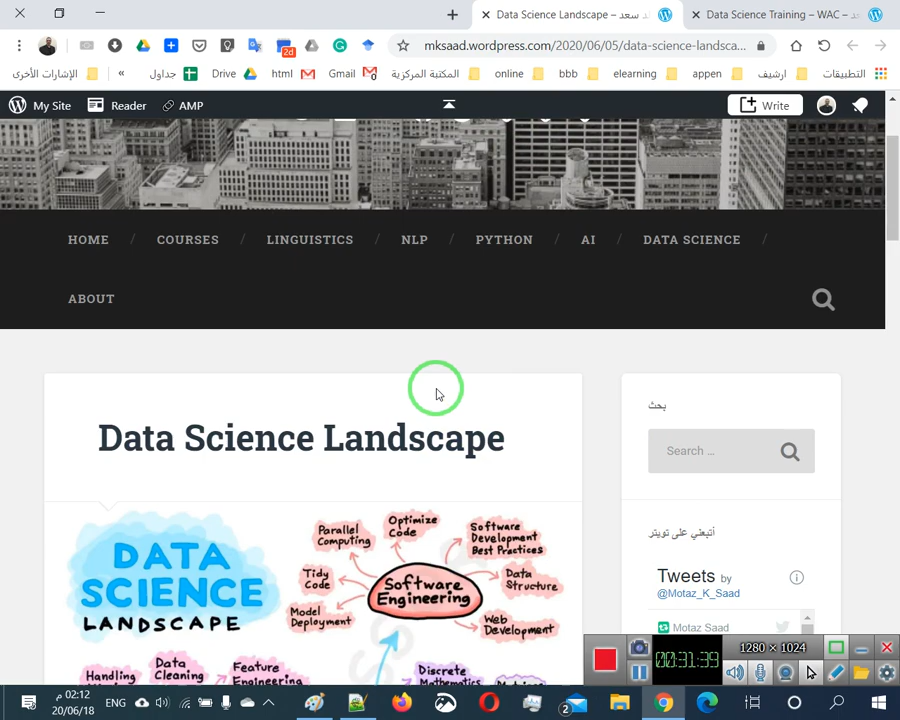 Data Science Landscape –
Data Science Training – WAC –
mksaad.wordpress.com/2020/06/05/data-science-landsca...
2d
الإشارات الأخرى
«
جداول
Drive
html
Gmail
المكتبة المركزية
online
bbb
elearning
appen
ارشيف
التطبيقات
My Site
Reader
AMP
Write
HOME / COURSES / LINGUISTICS / NLP / PYTHON / AI / DATA SCIENCE /
ABOUT
Data Science Landscape
بحث
Search ...
أتبعني على تويتر
Tweets by
@Motaz_K_Saad
Motaz Saad
DATA
SCIENCE
LANDSCAPE
Parallel
Computing
Optimize
Code
Software
Development
Best Practices
Tidy
Code
Software
Engineering
Data
Structure
Model
Deployment
Web
Development
Handling
Data
Cleaning
Feature
Engineering
Discrete
Mathematics
00:31:39
1280 × 1024
ENG
02:12 م
20/06/18
2